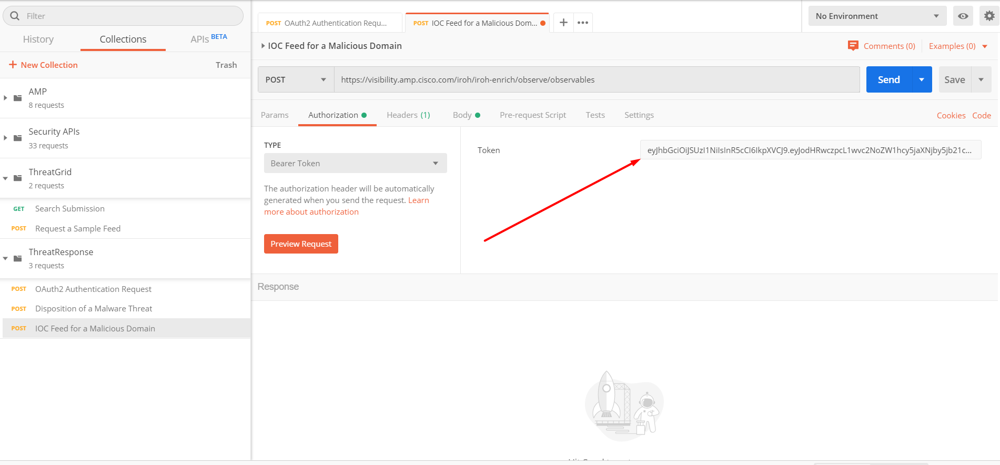 Filter
History
Collections
APIs BETA
+ New Collection
Trash
AMP
8 requests
Security APIs
33 requests
ThreatGrid
2 requests
GET Search Submission
POST Request a Sample Feed
ThreatResponse
3 requests
POST OAuth2 Authentication Request
POST Disposition of a Malware Threat
POST IOC Feed for a Malicious Domain
POST OAuth2 Authentication Requ...
POST IOC Feed for a Malicious Dom...
No Environment
IOC Feed for a Malicious Domain
Comments (0)
Examples (0)
POST
https://visibility.amp.cisco.com/iroh/iroh-enrich/observe/observables
Send
Save
Params
Authorization
Headers (1)
Body
Pre-request Script
Tests
Settings
Cookies
Code
TYPE
Bearer Token
The authorization header will be automatically
generated when you send the request. Learn
more about authorization
Preview Request
Token
eyJhbGciOiJSUzI1NiIsInR5cCI6IkpXVCJ9.eyJodHRwczpcL1wvc2NoZW1hcy5jaXNjby5jb21c...
Response